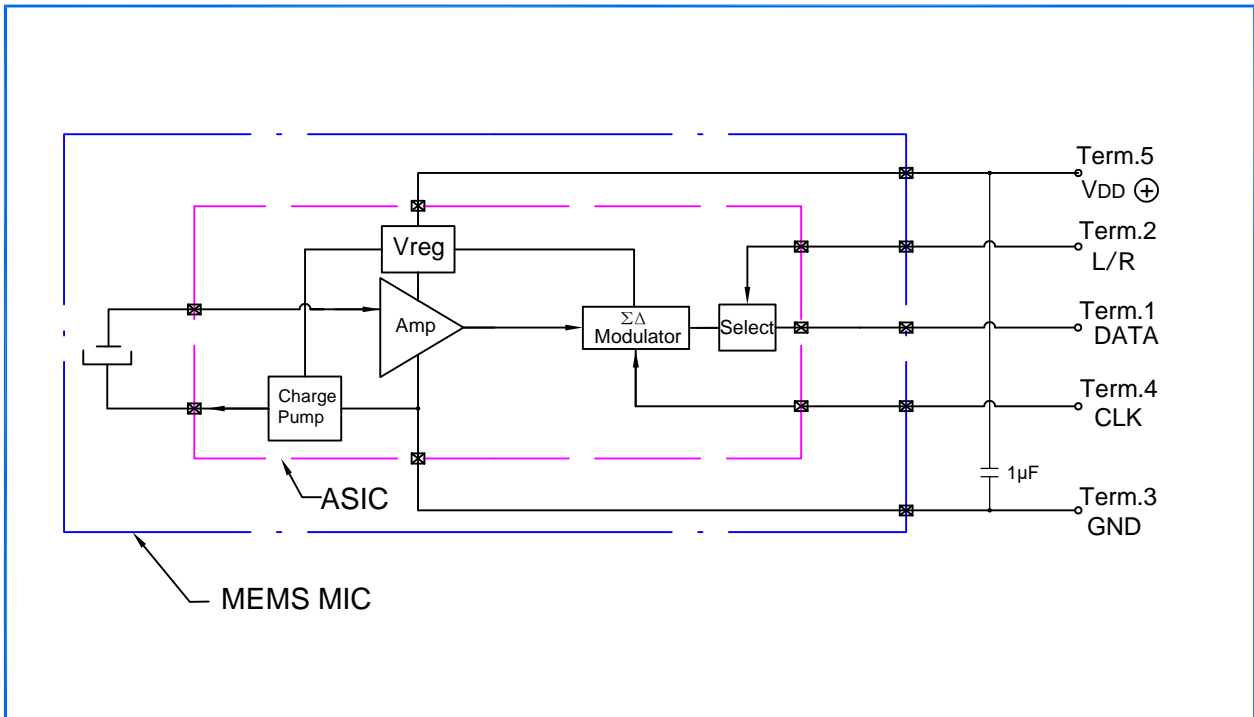 Term.5
VDD ⊕
Vreg
Term.2
L/R
Amp
ΣΔ
Modulator
Select
Term.1
DATA
Charge
Pump
Term.4
CLK
1µF
ASIC
Term.3
GND
MEMS MIC